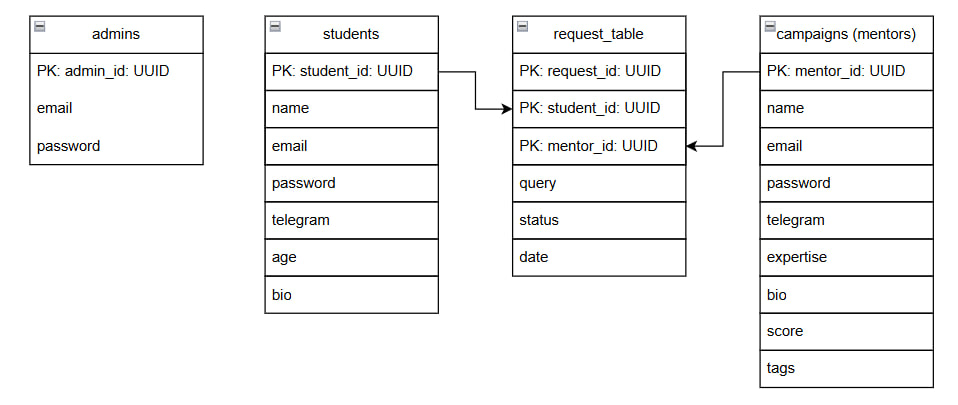 admins
PK: admin_id: UUID
email
password
students
PK: student_id: UUID
name
email
password
telegram
age
bio
request_table
PK: request_id: UUID
PK: student_id: UUID
PK: mentor_id: UUID
query
status
date
campaigns (mentors)
PK: mentor_id: UUID
name
email
password
telegram
expertise
bio
score
tags